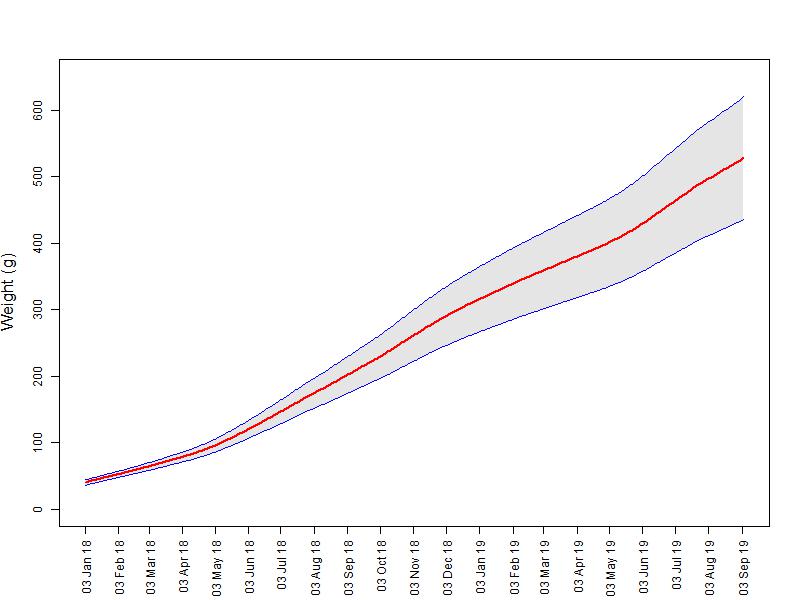 Weight (g)
600
500
400
300
200
100
0
03 Jan 18
03 Feb 18
03 Mar 18
03 Apr 18
03 May 18
03 Jun 18
03 Jul 18
03 Aug 18
03 Sep 18
03 Oct 18
03 Nov 18
03 Dec 18
03 Jan 19
03 Feb 19
03 Mar 19
03 Apr 19
03 May 19
03 Jun 19
03 Jul 19
03 Aug 19
03 Sep 19